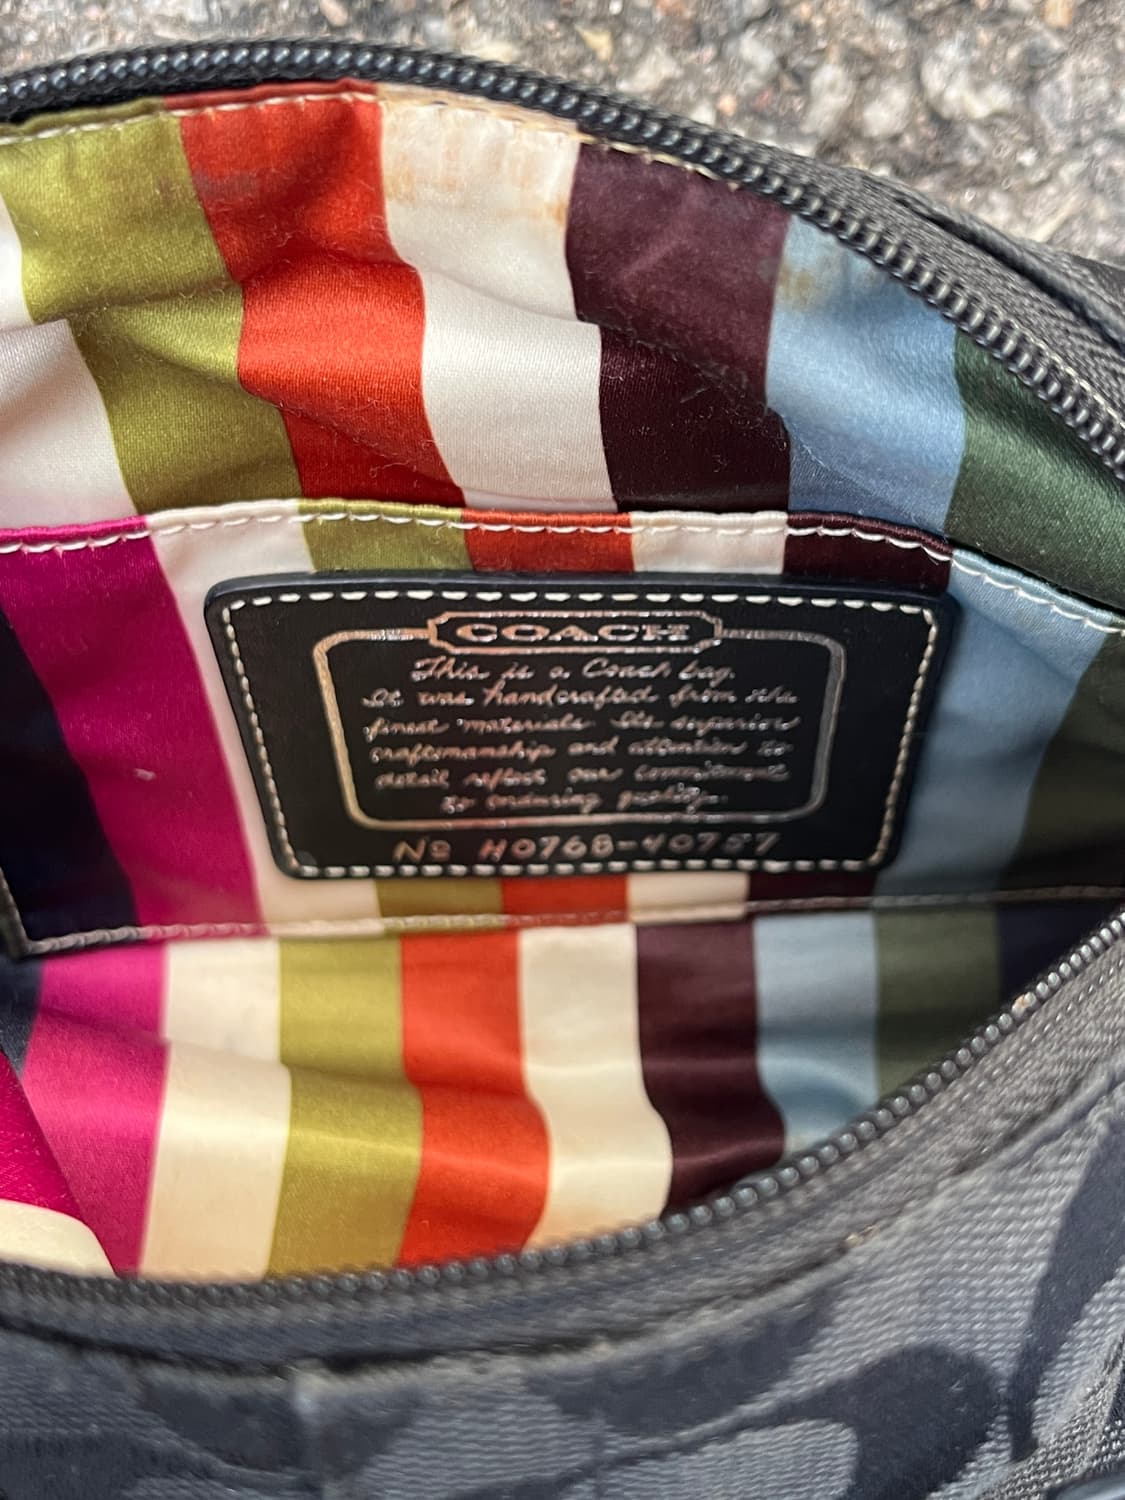 COACH
This is a Coach bag.
It was handcrafted from the
finest materials. Its superior
craftsmanship and attention to
detail reflect our commitment
to enduring quality.
No H0768-40757